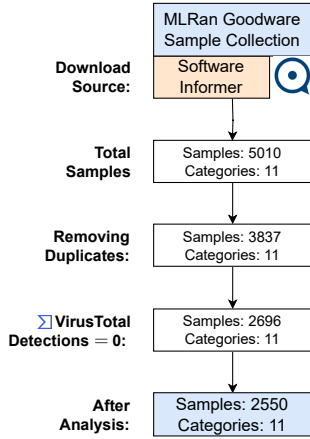 MLRan Goodware
Sample Collection
Download
Source:
Software
Informer
Total
Samples
Samples: 5010
Categories: 11
Removing
Duplicates:
Samples: 3837
Categories: 11
∑VirusTotal
Detections = 0:
Samples: 2696
Categories: 11
After
Analysis:
Samples: 2550
Categories: 11